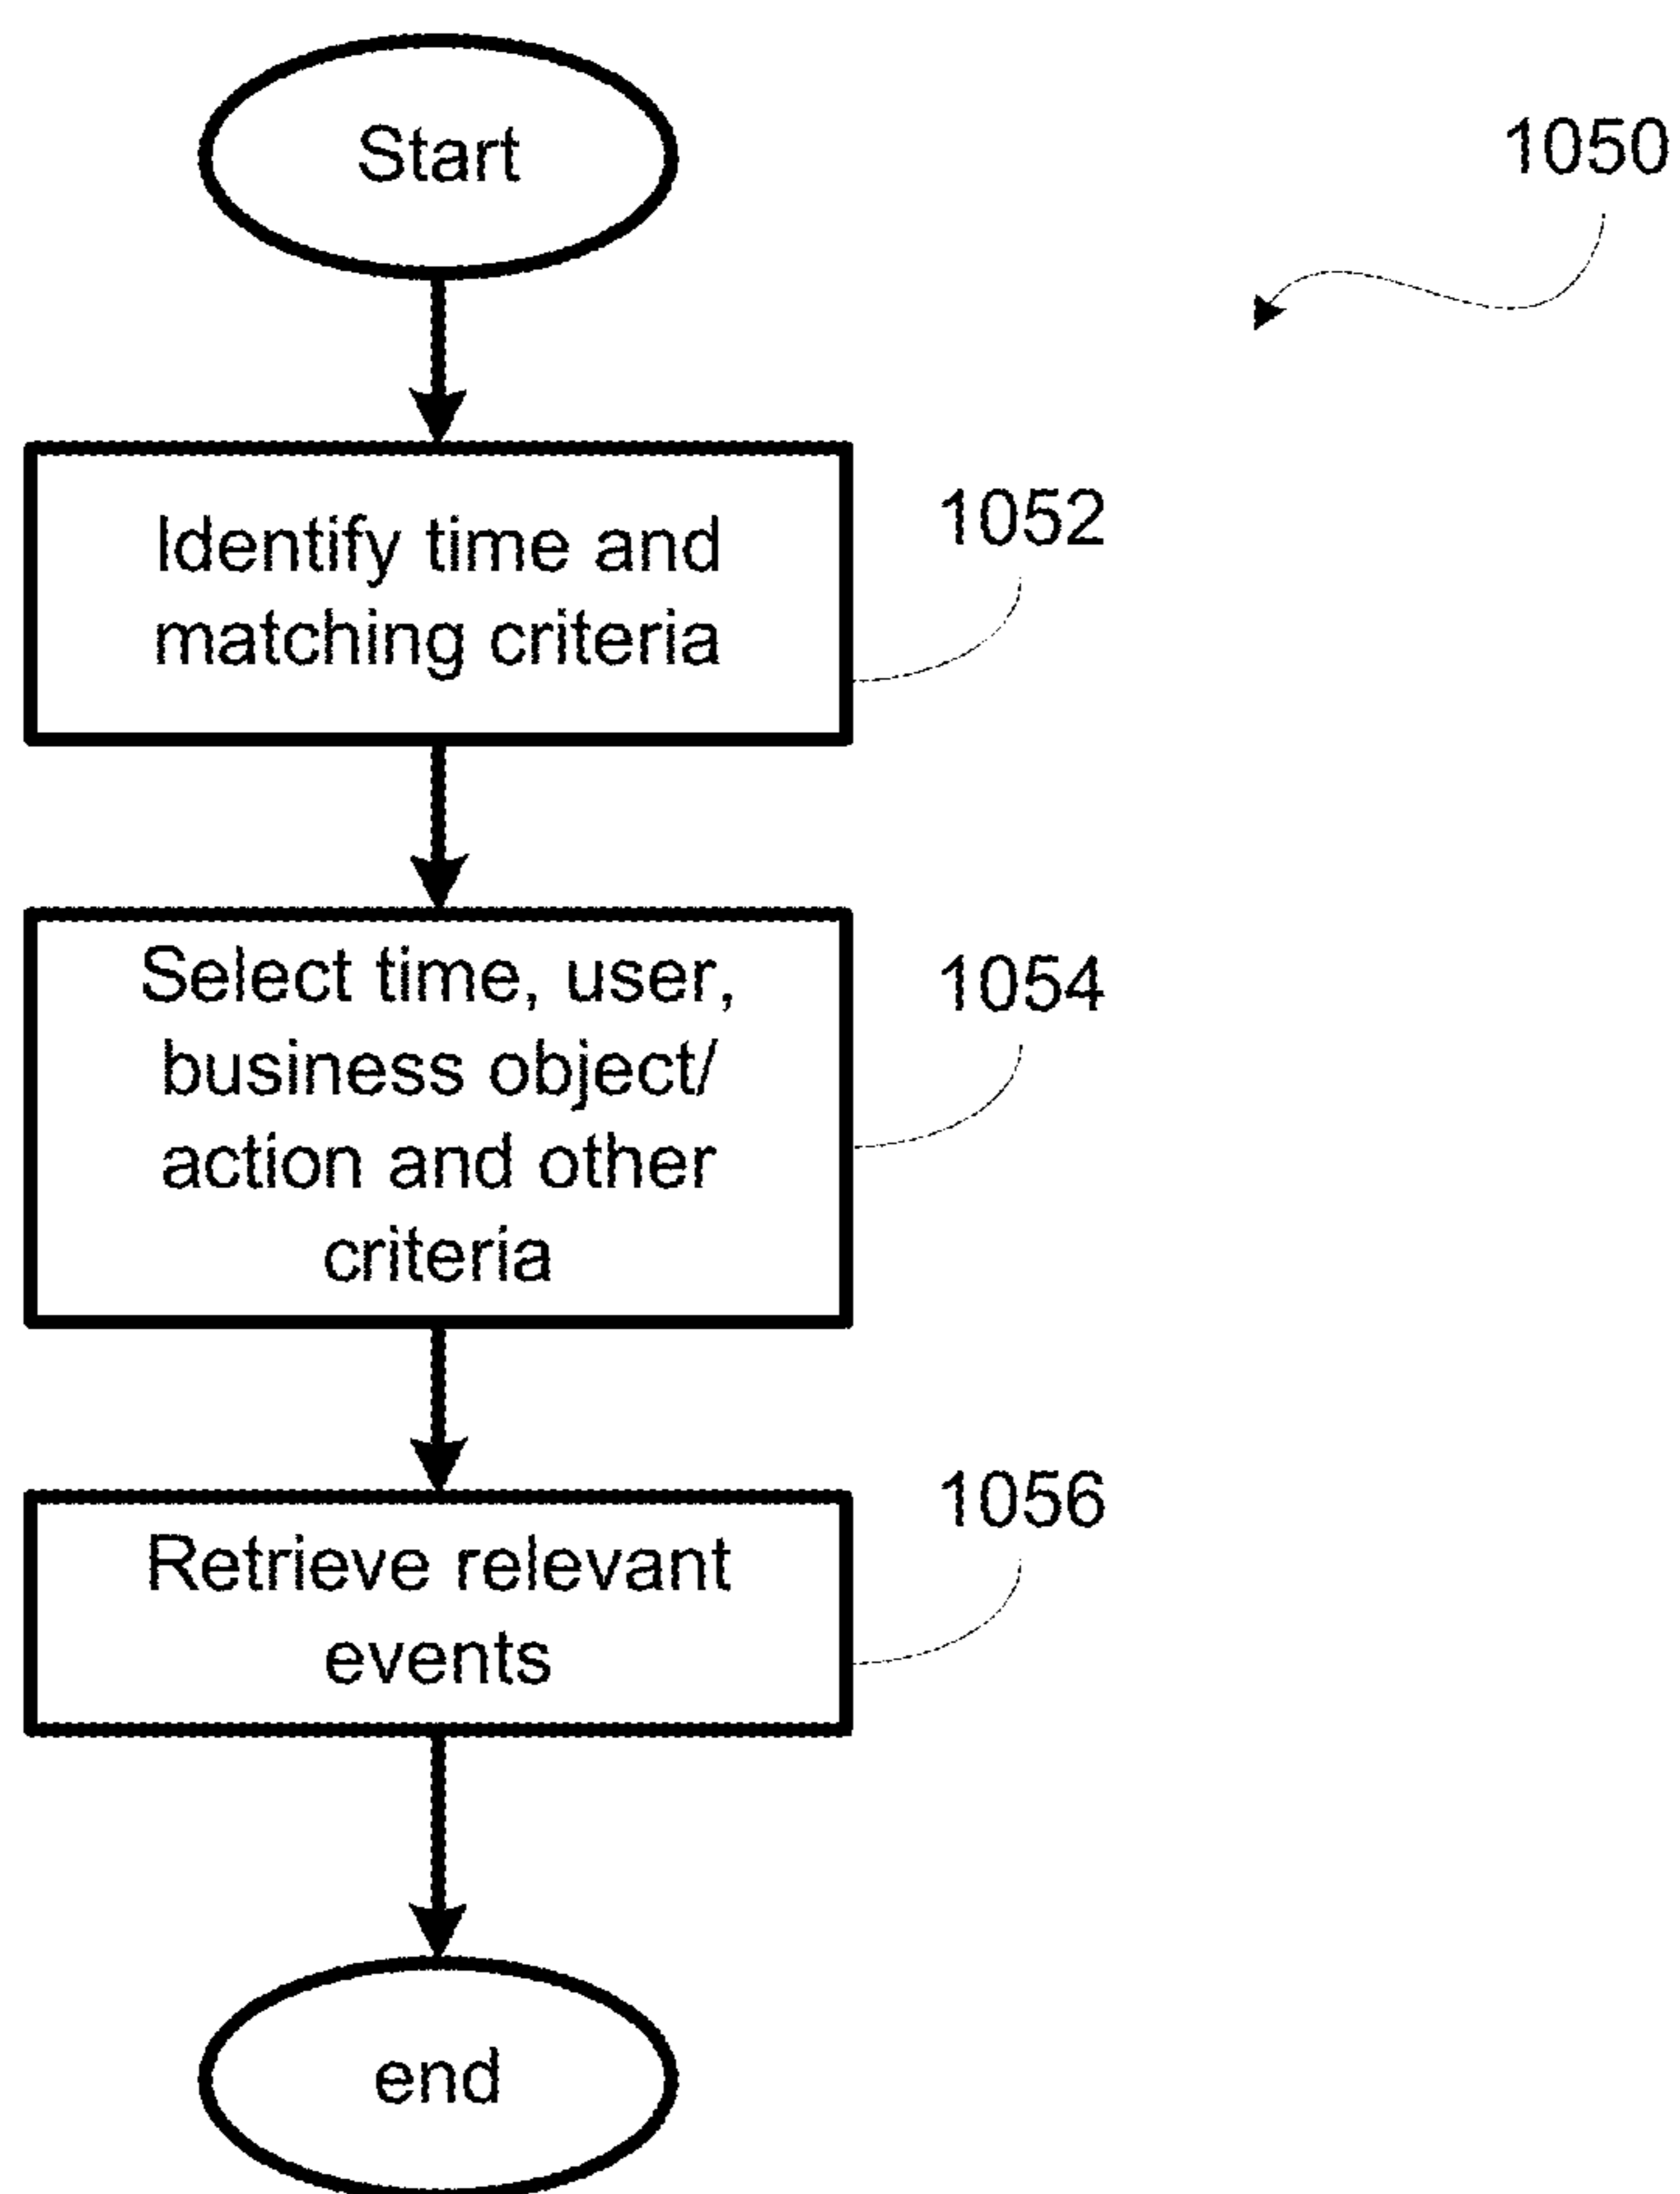 Start
1050
Identify time and
matching criteria
1052
Select time, user,
business object/
action and other
criteria
1054
Retrieve relevant
events
1056
end